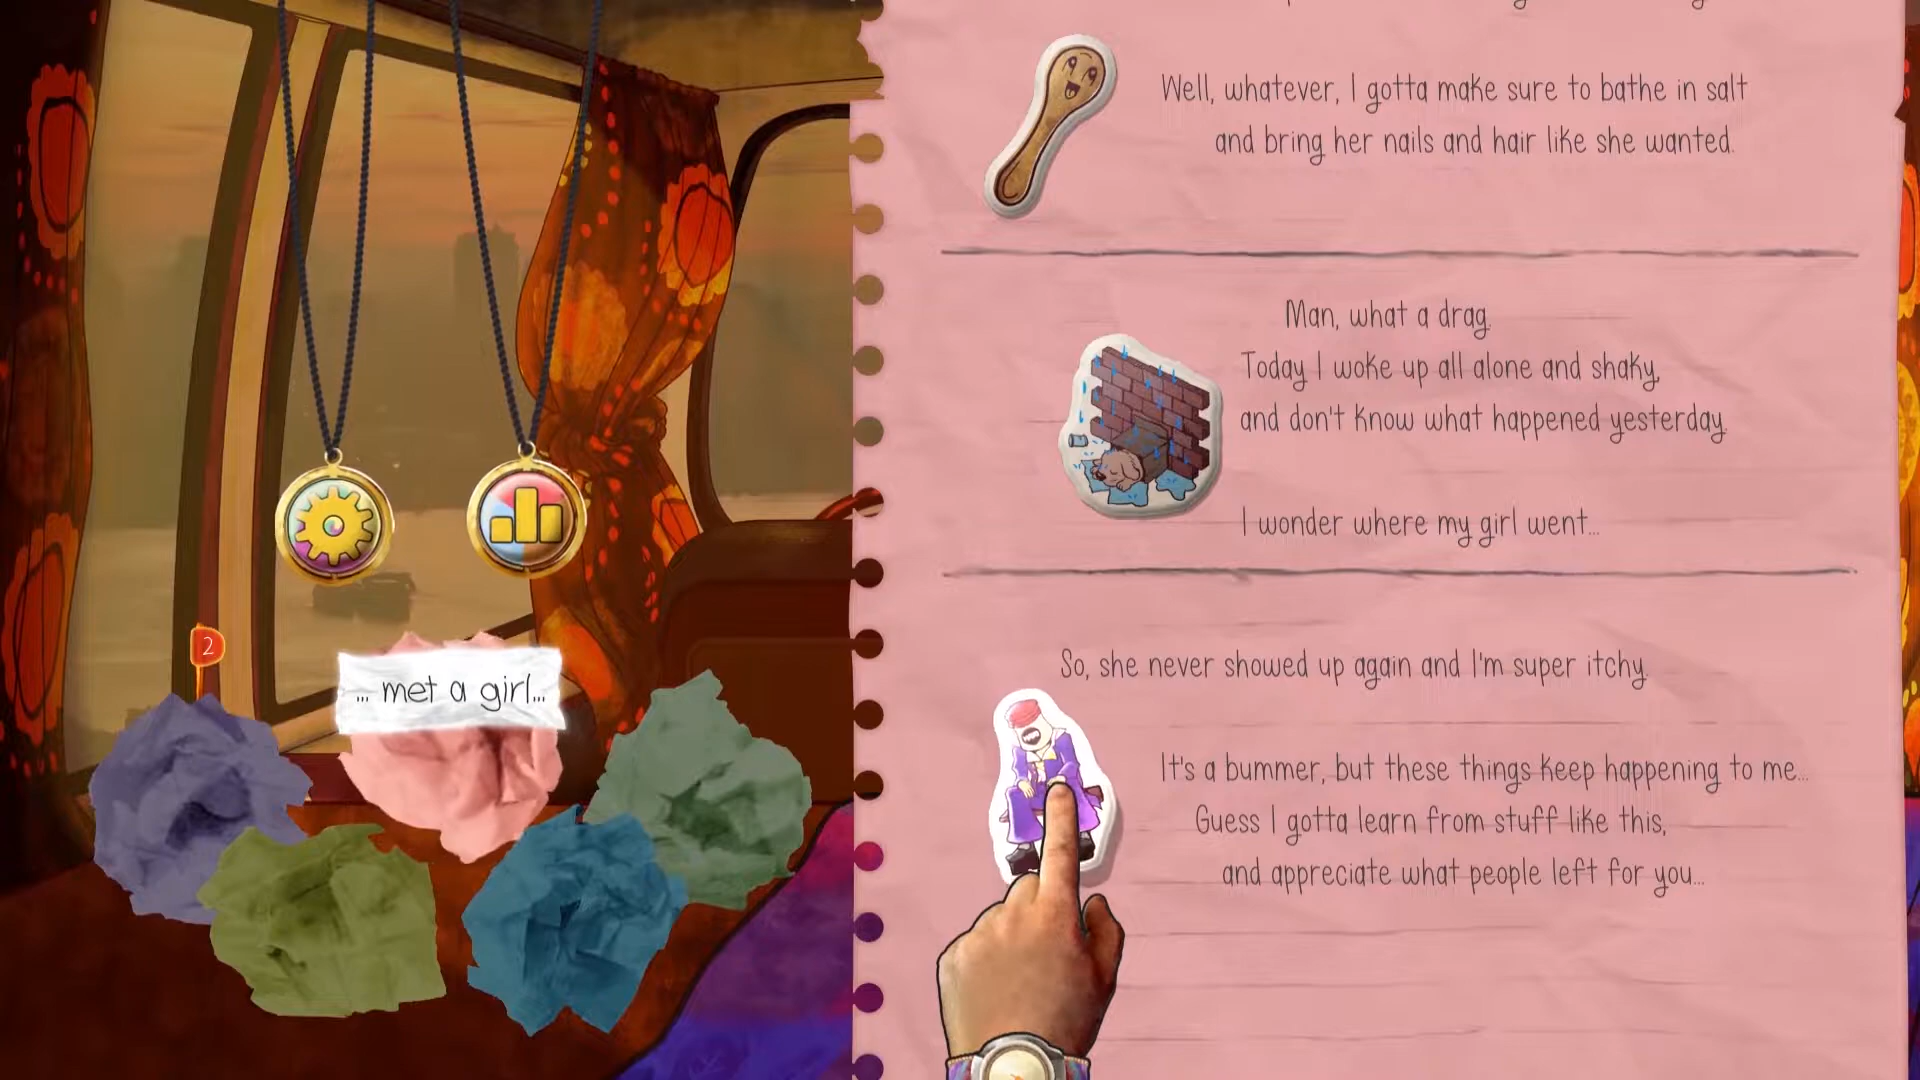 Well, whatever, I gotta make sure to bathe in salt
and bring her nails and hair like she wanted.
Man, what a drag.
Today I woke up all alone and shaky,
and don't know what happened yesterday.
I wonder where my girl went...
2
... met a girl...
So, she never showed up again and I'm super itchy.
It's a bummer, but these things keep happening to me...
Guess I gotta learn from stuff like this,
and appreciate what people left for you...